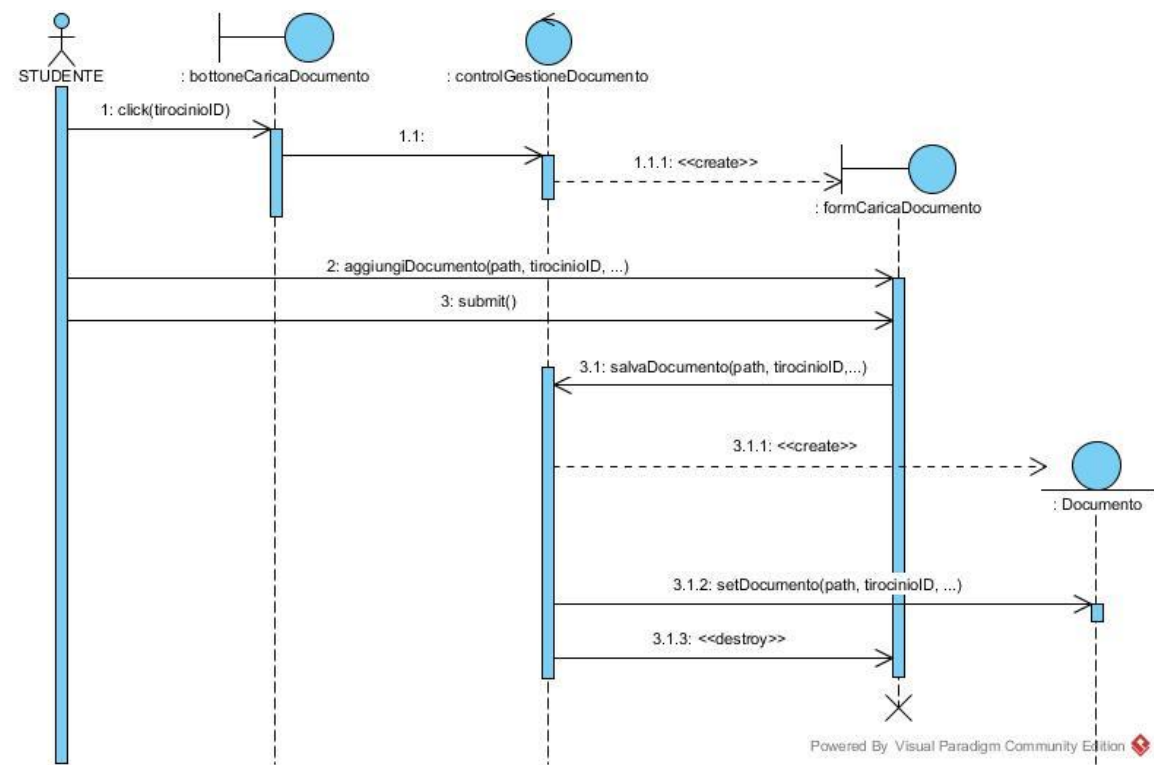 STUDENTE
: bottoneCaricaDocumento
: controlGestioneDocumento
1: click(tirocinioID)
1.1:
1.1.1: <<create>>
: formCaricaDocumento
2: aggiungiDocumento(path, tirocinioID, ...)
3: submit()
3.1: salvaDocumento(path, tirocinioID,...)
3.1.1: <<create>>
: Documento
3.1.2: setDocumento(path, tirocinioID, ...)
3.1.3: <<destroy>>
Powered By Visual Paradigm Community Edition